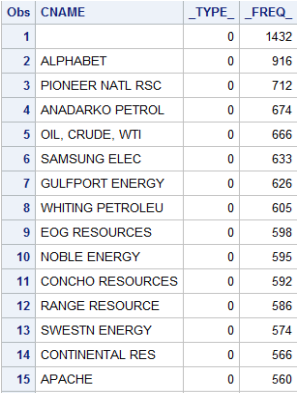 Obs CNAME _TYPE_ _FREQ_
1 0 1432
2 ALPHABET 0 916
3 PIONEER NATL RSC 0 712
4 ANADARKO PETROL 0 674
5 OIL, CRUDE, WTI 0 666
6 SAMSUNG ELEC 0 633
7 GULFPORT ENERGY 0 626
8 WHITING PETROLEU 0 605
9 EOG RESOURCES 0 598
10 NOBLE ENERGY 0 595
11 CONCHO RESOURCES 0 592
12 RANGE RESOURCE 0 586
13 SWESTN ENERGY 0 574
14 CONTINENTAL RES 0 566
15 APACHE 0 560